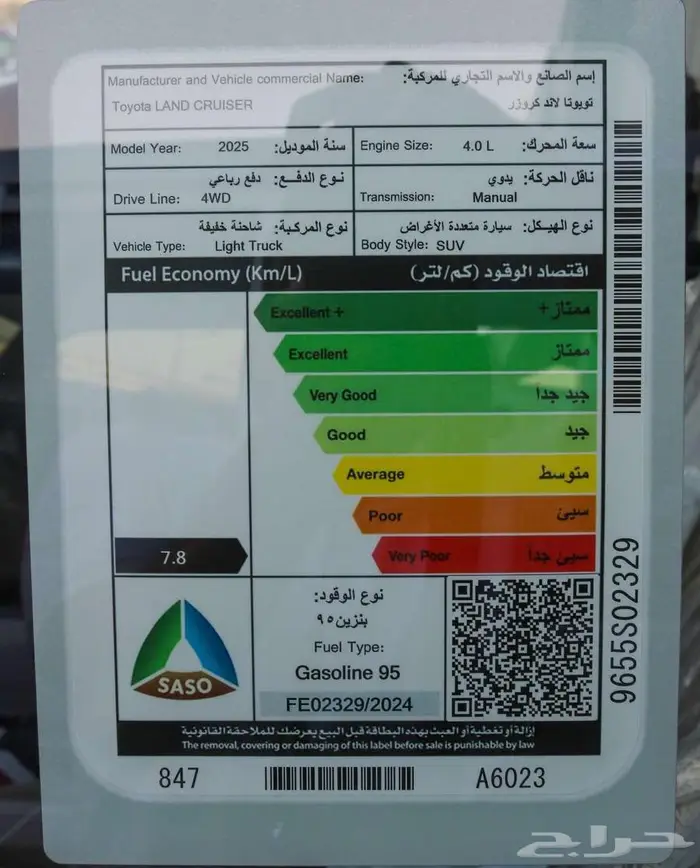 Manufacturer and Vehicle commercial Name: إسم الصانع والاسم التجاري للمركبة:
Toyota LAND CRUISER تويوتا لاند كروزر
Model Year: 2025 سنة الموديل:
Engine Size: 4.0 L سعة المحرك:
نوع الدفع: دفع رباعي
Drive Line: 4WD
ناقل الحركة: يدوي
Transmission: Manual
نوع المركبة: شاحنة خفيفة
Vehicle Type: Light Truck
نوع الهيكل: سيارة متعددة الأغراض
Body Style: SUV
Fuel Economy (Km/L) اقتصاد الوقود (كم/لتر)
Excellent + ممتاز +
Excellent ممتاز
Very Good جيد جداً
Good جيد
Average متوسط
Poor سيئ
Very Poor سيئ جداً
7.8
SASO
نوع الوقود:
بنزين ٩٥
Fuel Type:
Gasoline 95
FE02329/2024
إزالة أو تغطية أو العبث بهذه البطاقة قبل البيع يعرضك للملاحقة القانونية
The removal, covering or damaging of this label before sale is punishable by law
847 A6023
9655S02329
حراج